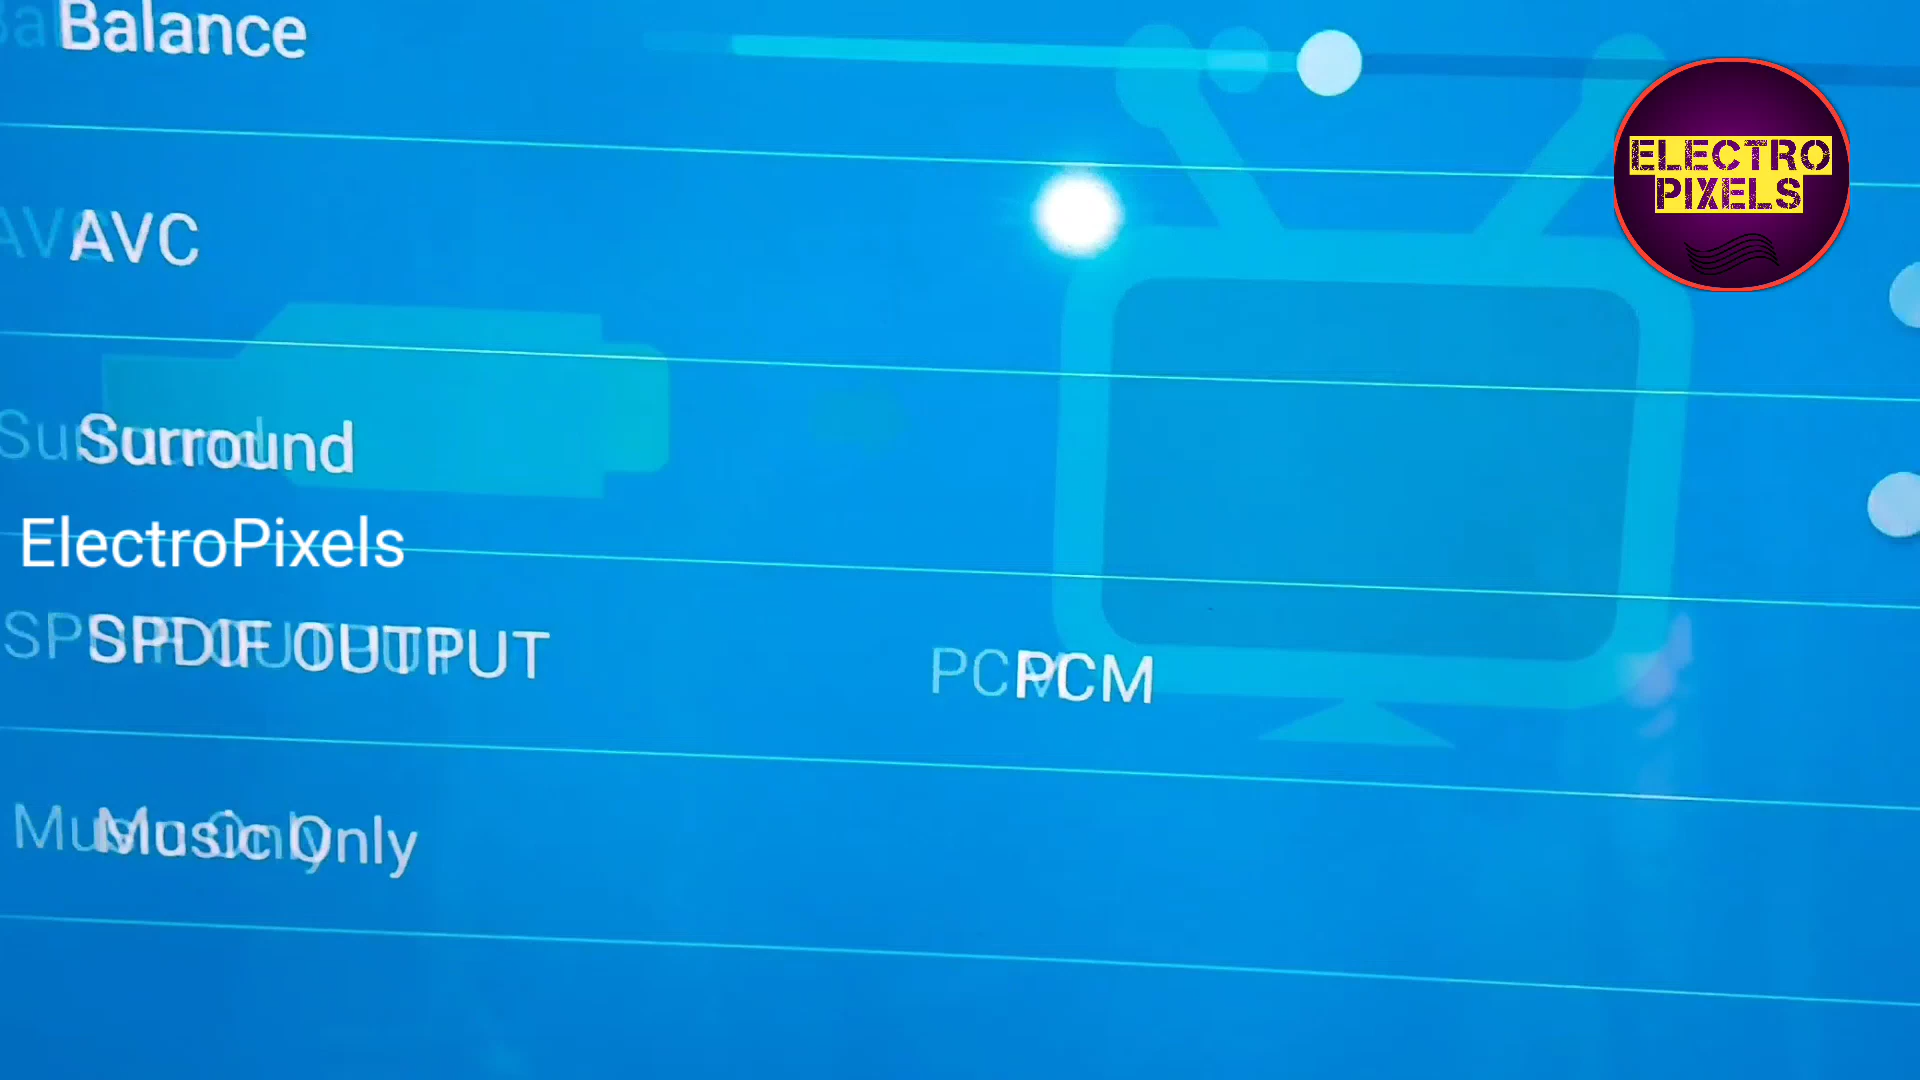 Balance
ELECTRO
PIXELS
AVC
Surround
ElectroPixels
SPDIF OUTPUT PCM
Music Only